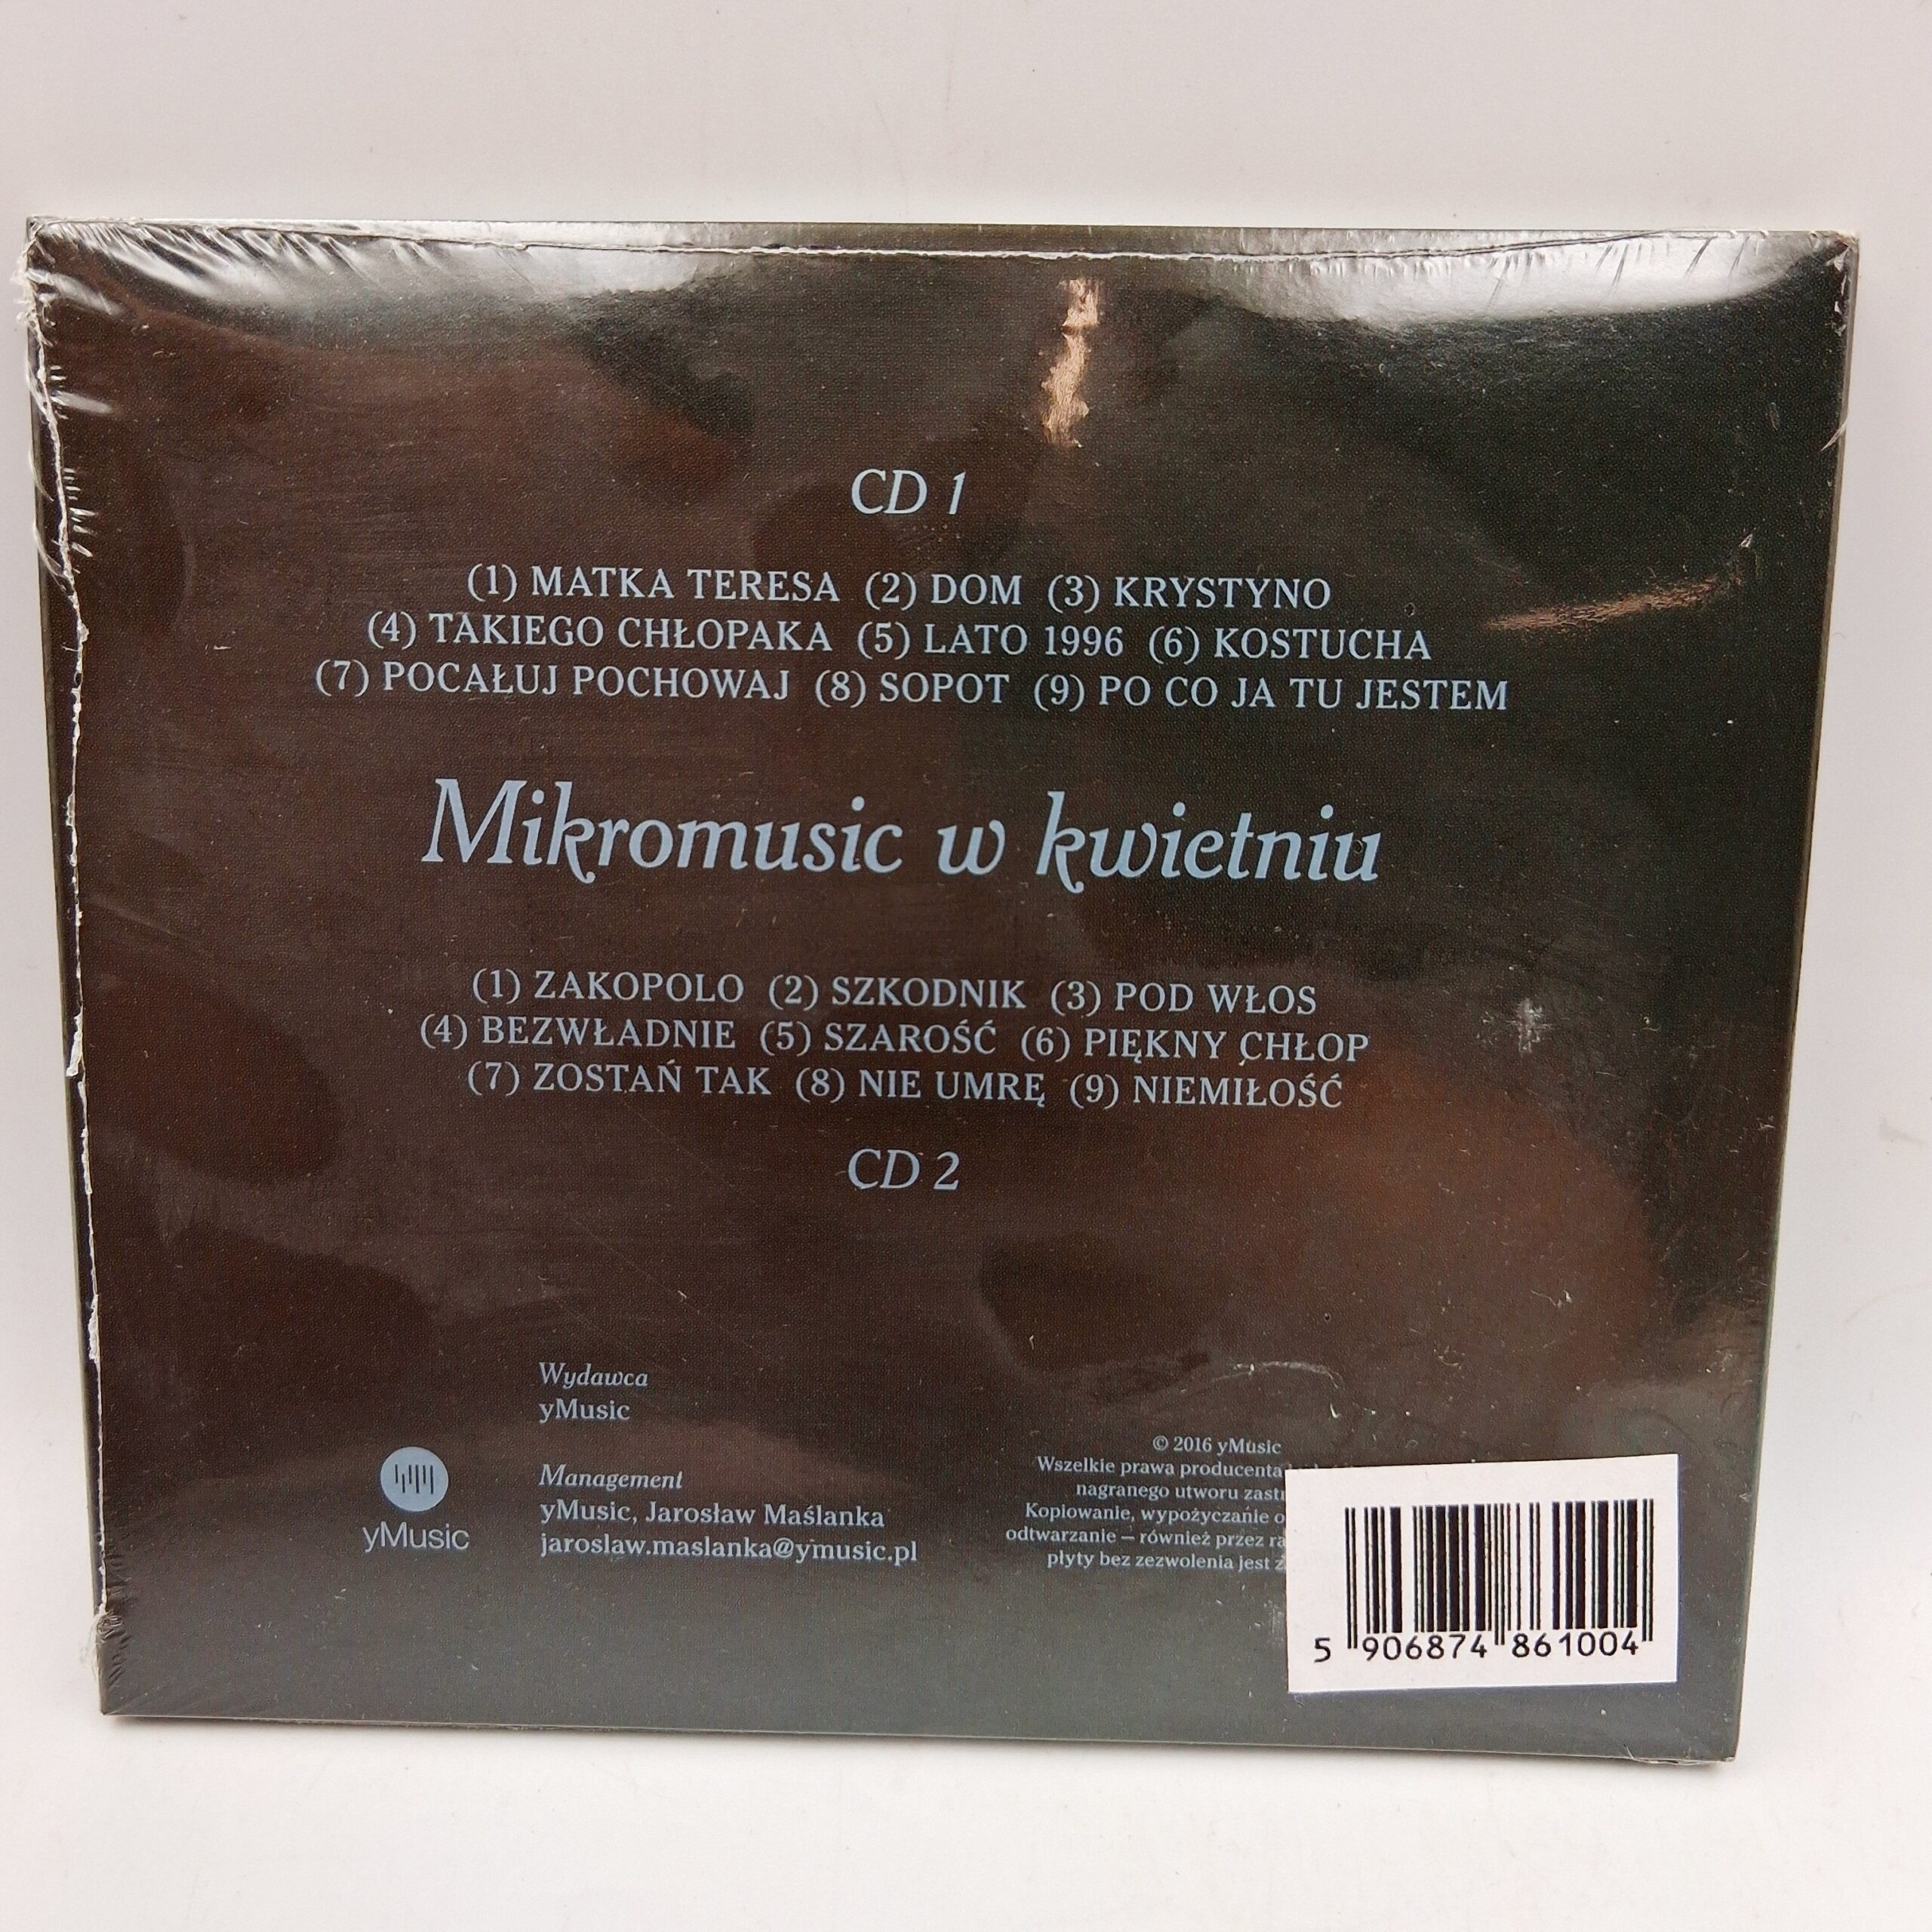 CD 1
(1) MATKA TERESA (2) DOM (3) KRYSTYNO
(4) TAKIEGO CHŁOPAKA (5) LATO 1996 (6) KOSTUCHA
(7) POCAŁUJ POCHOWAJ (8) SOPOT (9) PO CO JA TU JESTEM
Mikromusic w kwietniu
(1) ZAKOPOLO (2) SZKODNIK (3) POD WŁOS
(4) BEZWŁADNIE (5) SZAROŚĆ (6) PIĘKNY CHŁOP
(7) ZOSTAŃ TAK (8) NIE UMRĘ (9) NIEMIŁOŚĆ
CD 2
Wydawca
yMusic
Management
yMusic, Jarosław Maślanka
jaroslaw.maslanka@ymusic.pl
yMusic
© 2016 yMusic
Wszelkie prawa producenta
nagranego utworu
Kopiowanie, wypożyczanie
odtwarzanie – również przez
płyty bez zezwolenia jest
5 906874 861004